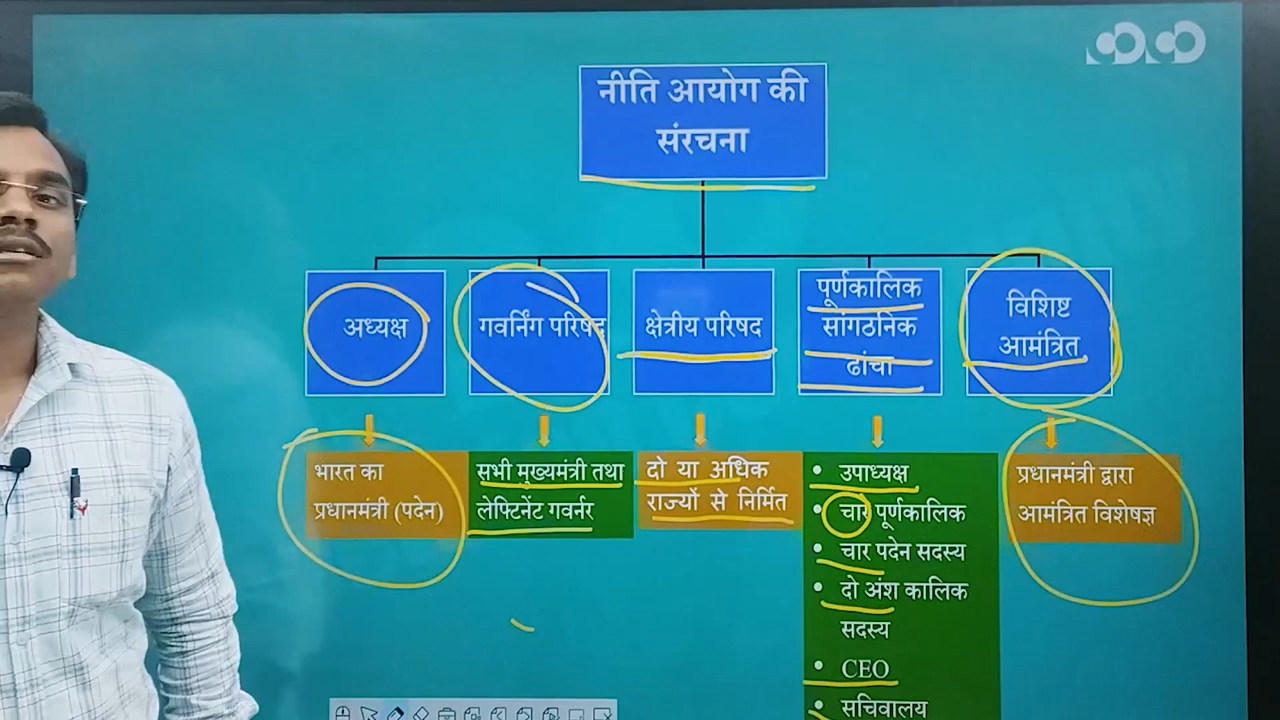 नीति आयोग की
संरचना
अध्यक्ष
गवर्निंग परिषद
क्षेत्रीय परिषद
पूर्णकालिक
सांगठनिक
ढांचा
विशिष्ट
आमंत्रित
भारत का
प्रधानमंत्री (पदेन)
सभी मुख्यमंत्री तथा
लेफ्टिनेंट गवर्नर
दो या अधिक
राज्यों से निर्मित
• उपाध्यक्ष
• चार पूर्णकालिक
• चार पदेन सदस्य
• दो अंश कालिक
सदस्य
• CEO
• सचिवालय
प्रधानमंत्री द्वारा
आमंत्रित विशेषज्ञ